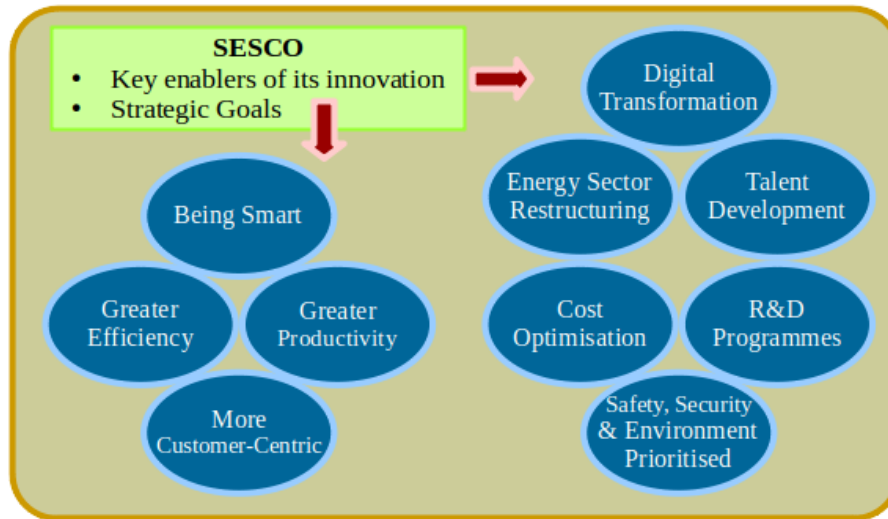 SESCO
• Key enablers of its innovation
• Strategic Goals
Being Smart
Greater
Efficiency
Greater
Productivity
More
Customer-Centric
Digital
Transformation
Energy Sector
Restructuring
Talent
Development
Cost
Optimisation
R&D
Programmes
Safety, Security
& Environment
Prioritised